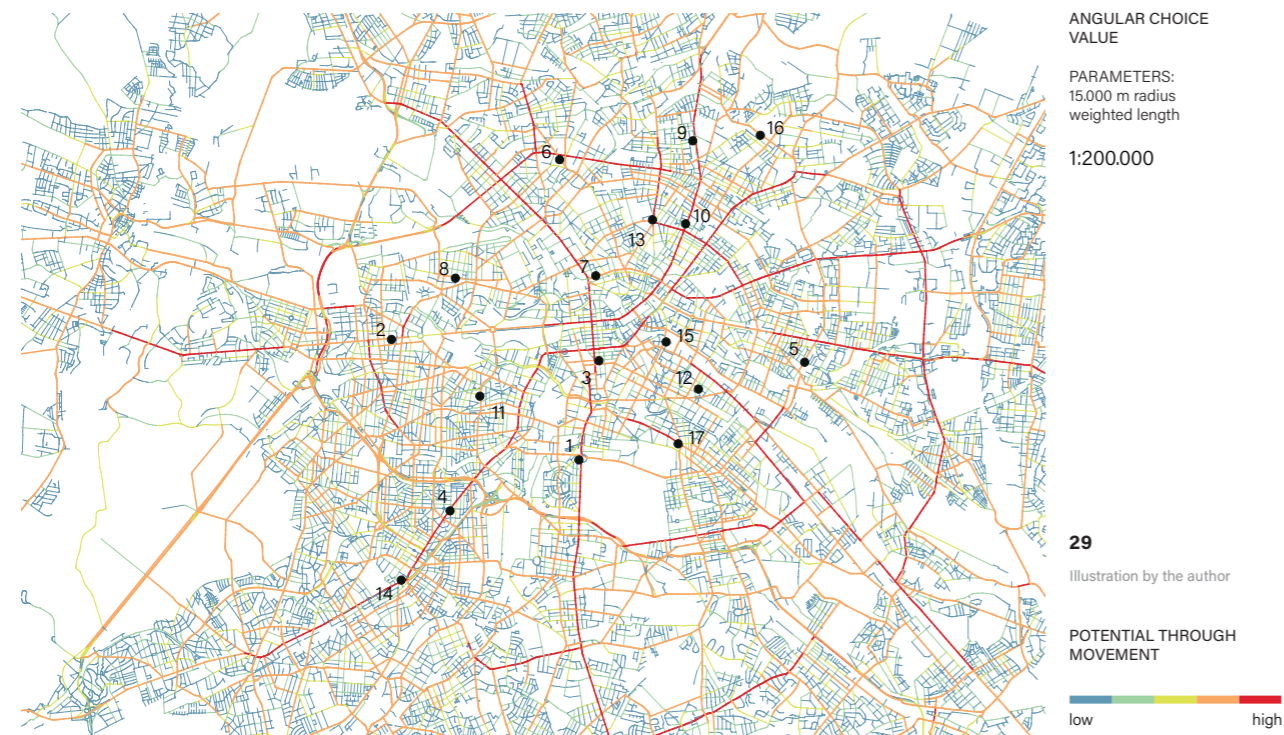 ANGULAR CHOICE
VALUE
PARAMETERS:
15.000 m radius
weighted length
1:200.000
9
16
6
10
13
8
7
2
15
5
3
12
11
17
1
4
14
29
Illustration by the author
POTENTIAL THROUGH
MOVEMENT
low
high